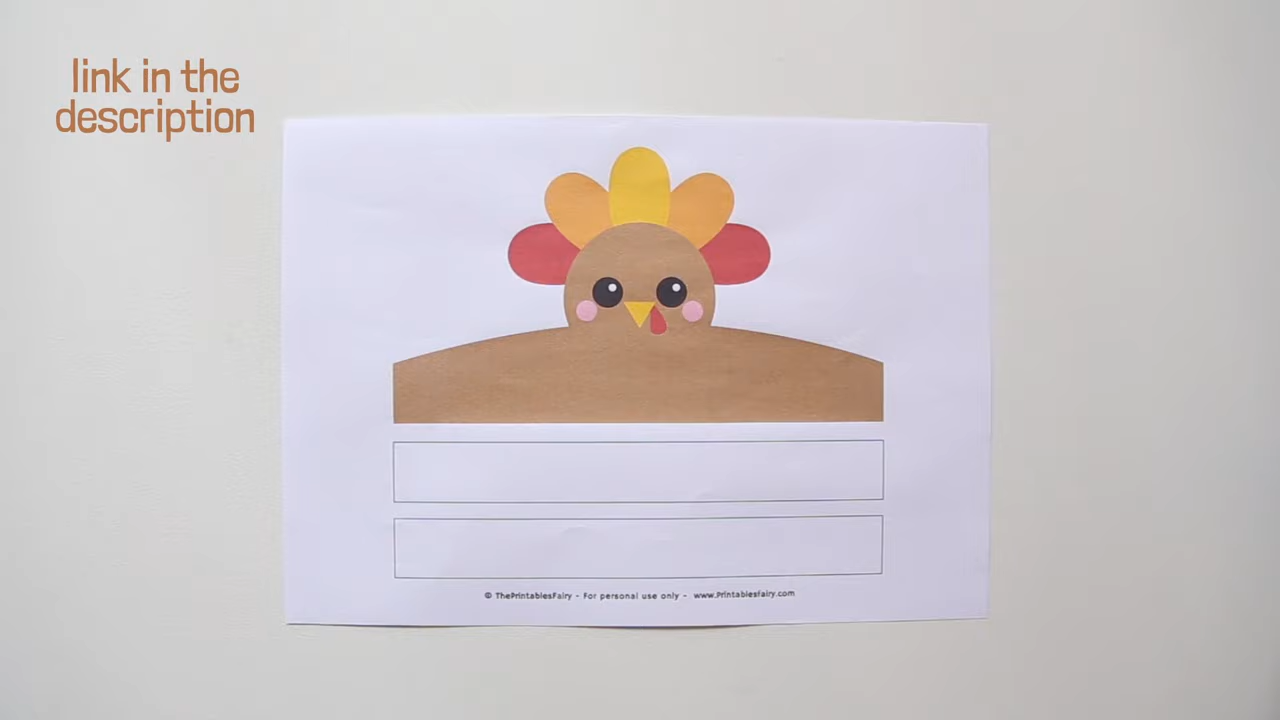 link in the
description
© ThePrintablesFairy - For personal use only - www.Printablesfairy.com